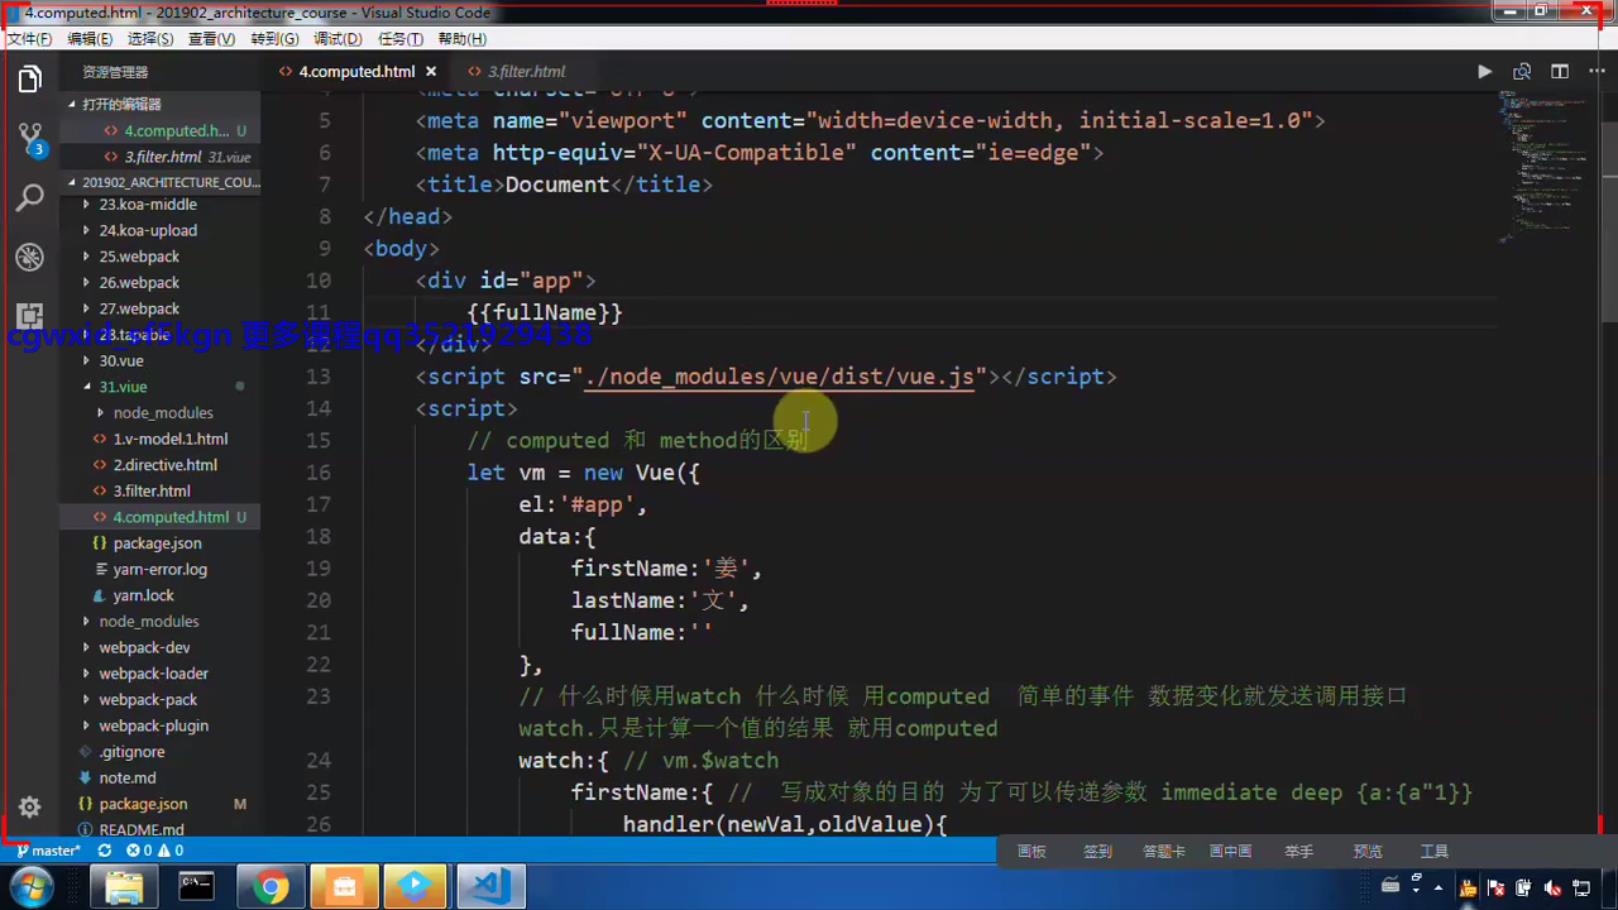 4.computed.html - 201902_architecture_course - Visual Studio Code
文件(F) 编辑(E) 选择(S) 查看(V) 转到(G) 调试(D) 任务(T) 帮助(H)
资源管理器
4.computed.html
3.filter.html
打开的编辑器
4.computed.h... U
3.filter.html 31.viue
201902_ARCHITECTURE_COU...
23.koa-middle
24.koa-upload
25.webpack
26.webpack
27.webpack
28.tapable
30.vue
31.viue
node_modules
1.v-model.1.html
2.directive.html
3.filter.html
4.computed.html U
package.json
yarn-error.log
yarn.lock
node_modules
webpack-dev
webpack-loader
webpack-pack
webpack-plugin
.gitignore
note.md
package.json M
README.md
3
cgwxid_sf5kgn 更多课程qq3521929438
5 <meta name="viewport" content="width=device-width, initial-scale=1.0">
6 <meta http-equiv="X-UA-Compatible" content="ie=edge">
7 <title>Document</title>
8 </head>
9 <body>
10 <div id="app">
11 {{fullName}}
12 </div>
13 <script src="./node_modules/vue/dist/vue.js"></script>
14 <script>
15 // computed 和 method的区别
16 let vm = new Vue({
17 el:'#app',
18 data:{
19 firstName:'姜',
20 lastName:'文',
21 fullName:''
22 },
23 // 什么时候用watch 什么时候 用computed 简单的事件 数据变化就发送调用接口
watch.只是计算一个值的结果 就用computed
24 watch:{ // vm.$watch
25 firstName:{ // 写成对象的目的 为了可以传递参数 immediate deep {a:{a"1}}
26 handler(newVal,oldValue){
master* 0 0
画板 签到 答题卡 画中画 举手 预览 工具